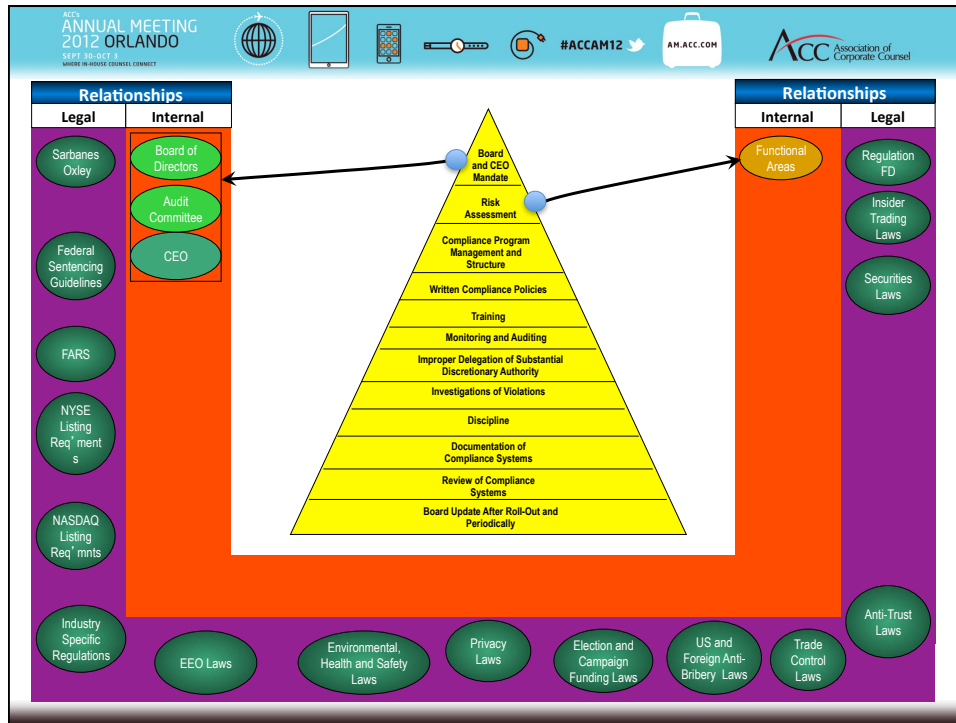 ACC's
ANNUAL MEETING
2012 ORLANDO
SEPT 30-OCT 3
WHERE IN-HOUSE COUNSEL CONNECT
#ACCAM12
AM.ACC.COM
ACC Association of
Corporate Counsel
Relationships
Legal
Internal
Sarbanes
Oxley
Federal
Sentencing
Guidelines
FARS
NYSE
Listing
Req’ment
s
NASDAQ
Listing
Req’mnts
Industry
Specific
Regulations
Board of
Directors
Audit
Committee
CEO
Board
and CEO
Mandate
Risk
Assessment
Compliance Program
Management and
Structure
Written Compliance Policies
Training
Monitoring and Auditing
Improper Delegation of Substantial
Discretionary Authority
Investigations of Violations
Discipline
Documentation of
Compliance Systems
Review of Compliance
Systems
Board Update After Roll-Out and
Periodically
Relationships
Internal
Legal
Functional
Areas
Regulation
FD
Insider
Trading
Laws
Securities
Laws
Anti-Trust
Laws
EEO Laws
Environmental,
Health and Safety
Laws
Privacy
Laws
Election and
Campaign
Funding Laws
US and
Foreign Anti-
Bribery Laws
Trade
Control
Laws